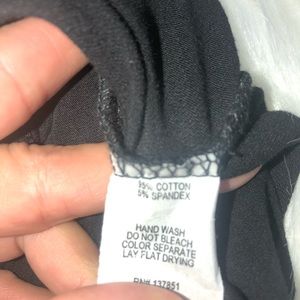 95% COTTON
5% SPANDEX
HAND WASH
DO NOT BLEACH
COLOR SEPARATE
LAY FLAT DRYING
RN# 137851